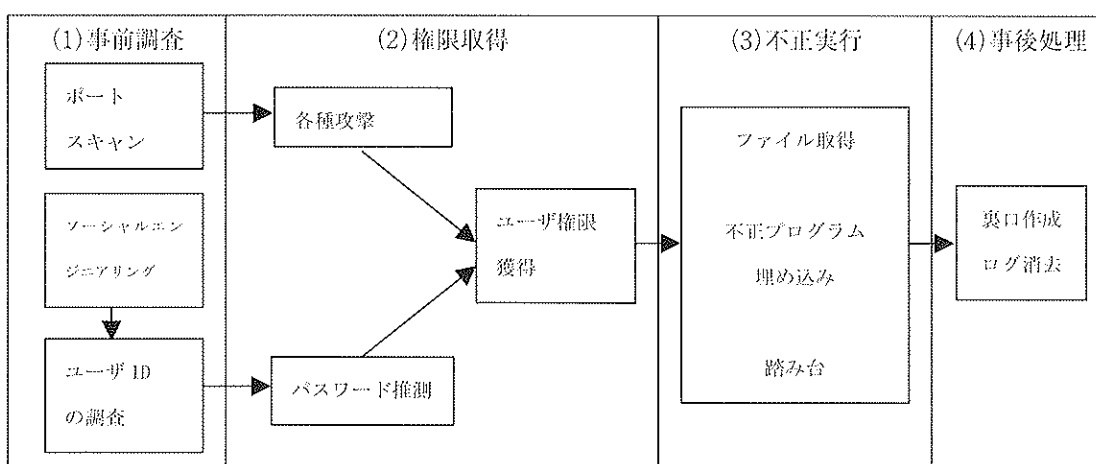 (1)事前調査
ポート
スキャン
ソーシャルエン
ジニアリング
ユーザ ID
の調査
(2)権限取得
各種攻撃
ユーザ権限
獲得
パスワード推測
(3)不正実行
ファイル取得
不正プログラム
埋め込み
踏み台
(4)事後処理
裏口作成
ログ消去